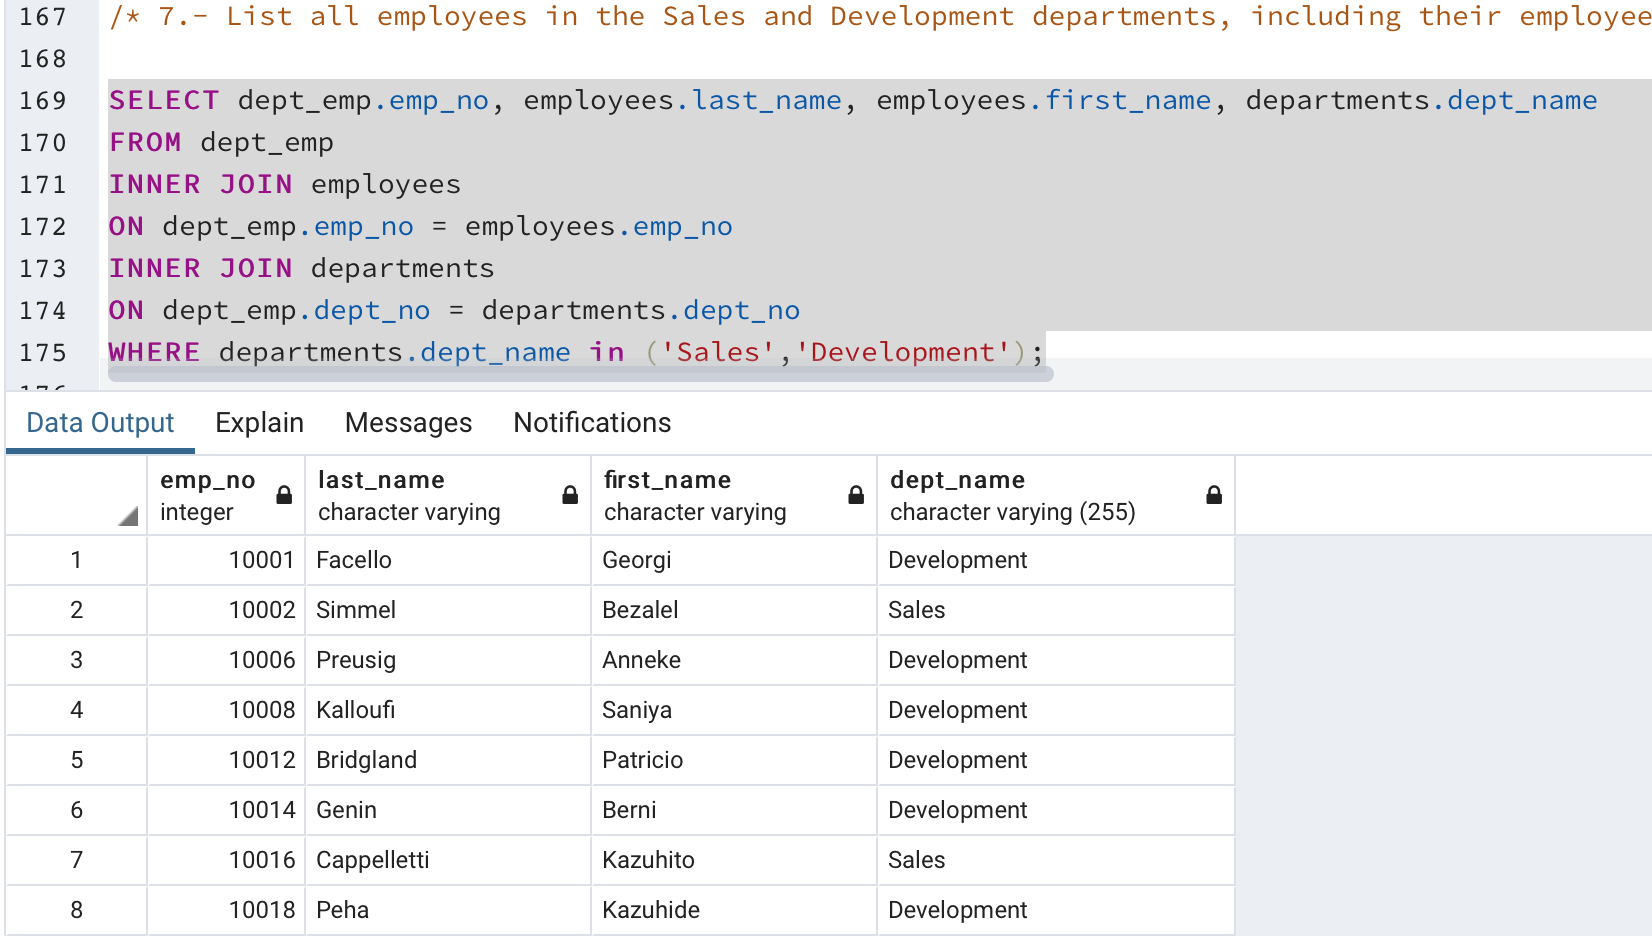 167 /* 7.- List all employees in the Sales and Development departments, including their employee
168
169 SELECT dept_emp.emp_no, employees.last_name, employees.first_name, departments.dept_name
170 FROM dept_emp
171 INNER JOIN employees
172 ON dept_emp.emp_no = employees.emp_no
173 INNER JOIN departments
174 ON dept_emp.dept_no = departments.dept_no
175 WHERE departments.dept_name in ('Sales','Development');
Data Output Explain Messages Notifications
emp_no last_name first_name dept_name
integer character varying character varying character varying (255)
1 10001 Facello Georgi Development
2 10002 Simmel Bezalel Sales
3 10006 Preusig Anneke Development
4 10008 Kalloufi Saniya Development
5 10012 Bridgland Patricio Development
6 10014 Genin Berni Development
7 10016 Cappelletti Kazuhito Sales
8 10018 Peha Kazuhide Development